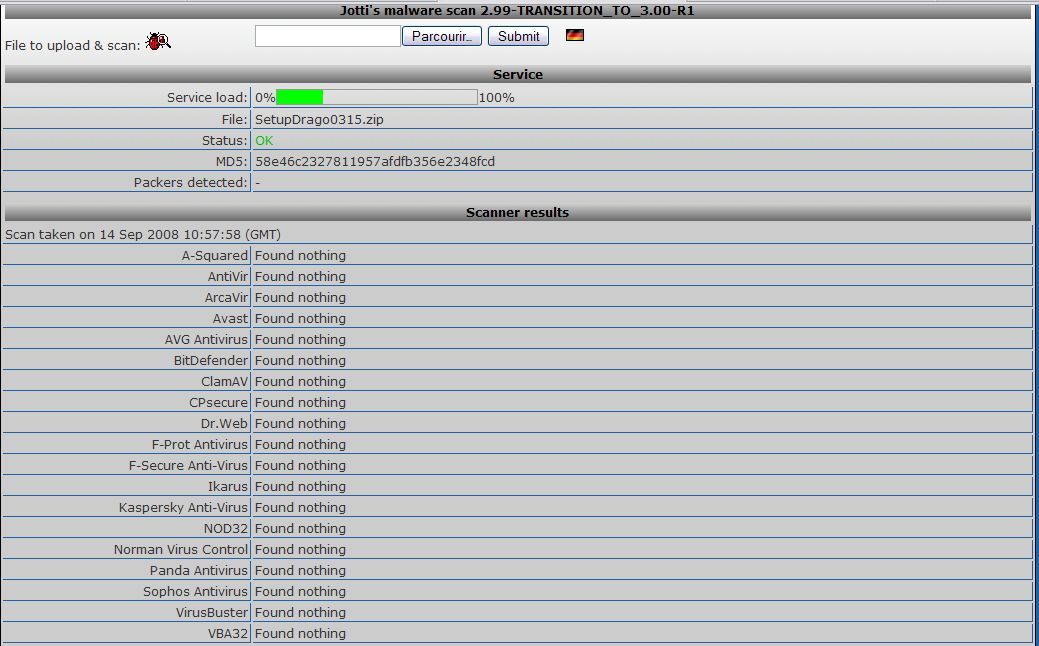 Jotti's malware scan 2.99-TRANSITION_TO_3.00-R1
File to upload & scan: Parcourir... Submit
Service
Service load: 0% 100%
File: SetupDrago0315.zip
Status: OK
MD5: 58e46c2327811957afdfb356e2348fcd
Packers detected: -
Scanner results
Scan taken on 14 Sep 2008 10:57:58 (GMT)
A-Squared Found nothing
AntiVir Found nothing
ArcaVir Found nothing
Avast Found nothing
AVG Antivirus Found nothing
BitDefender Found nothing
ClamAV Found nothing
CPsecure Found nothing
Dr.Web Found nothing
F-Prot Antivirus Found nothing
F-Secure Anti-Virus Found nothing
Ikarus Found nothing
Kaspersky Anti-Virus Found nothing
NOD32 Found nothing
Norman Virus Control Found nothing
Panda Antivirus Found nothing
Sophos Antivirus Found nothing
VirusBuster Found nothing
VBA32 Found nothing